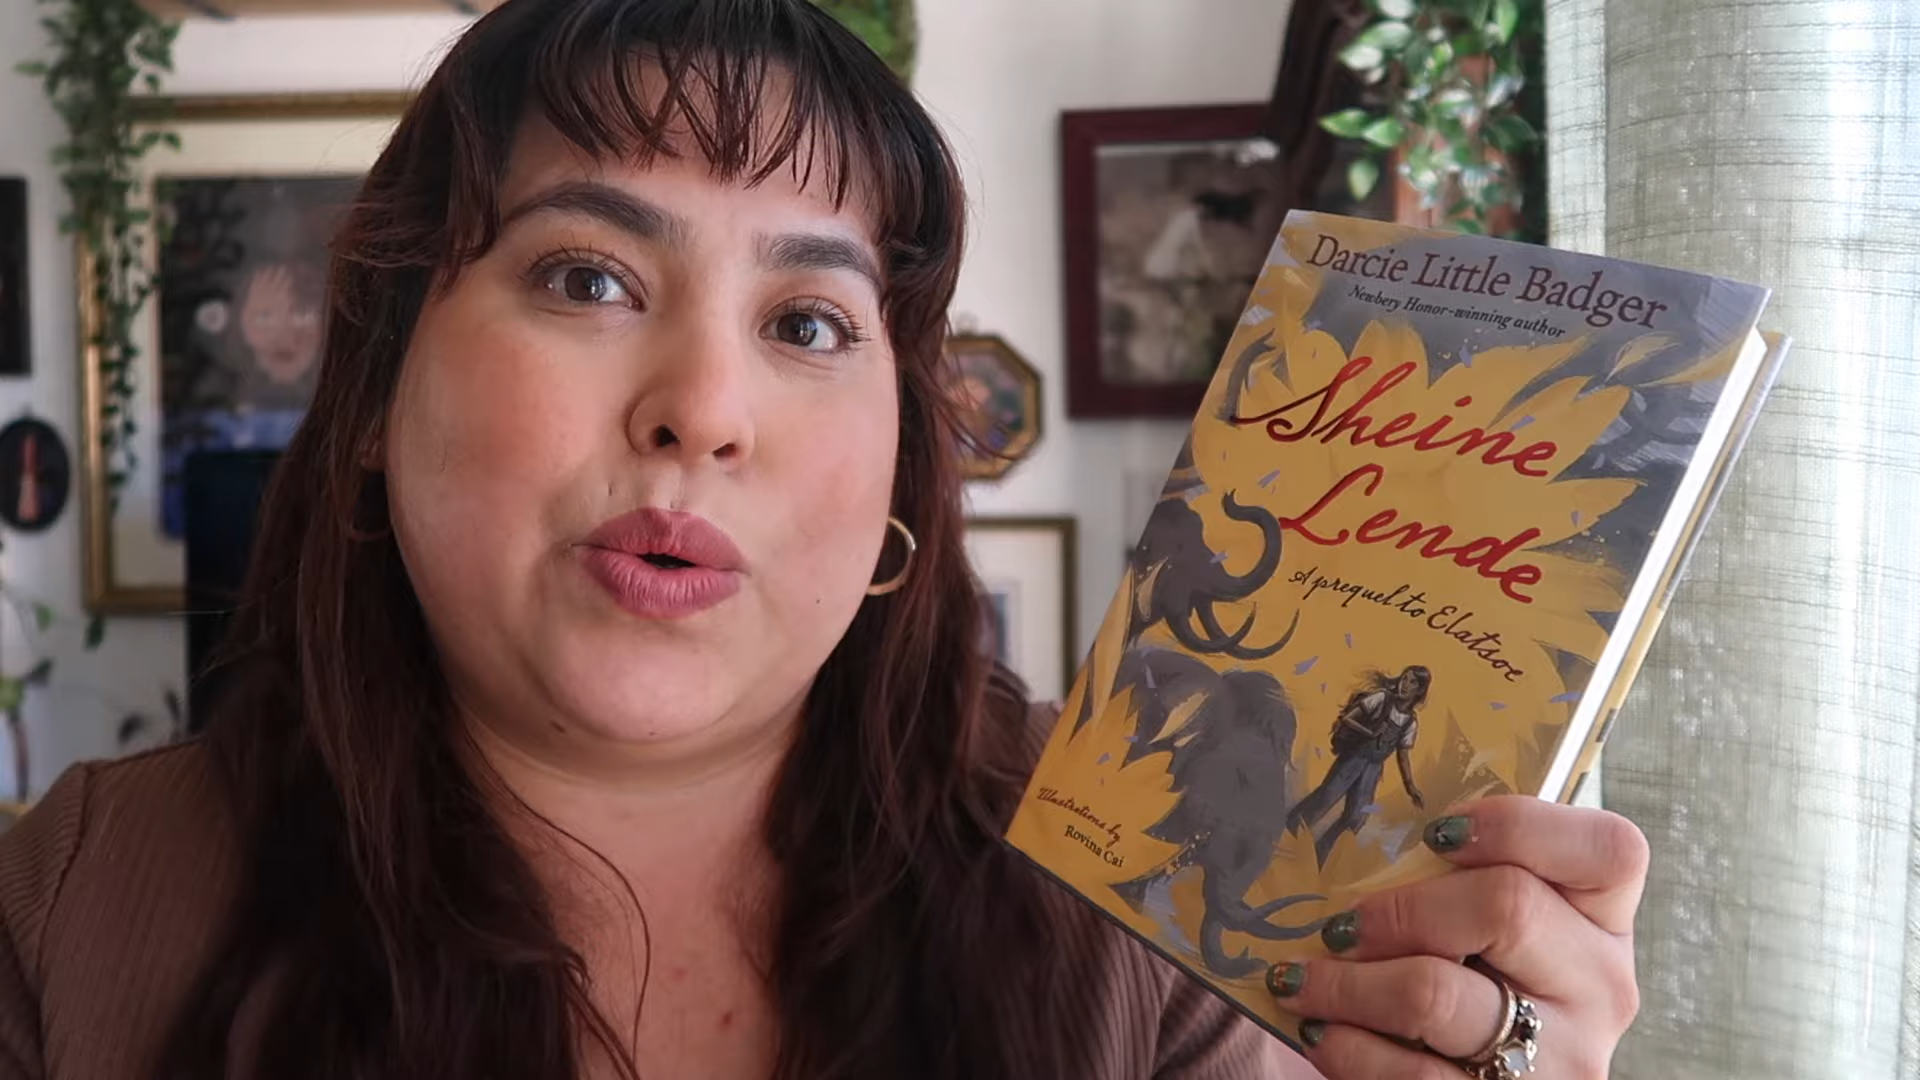 Darcie Little Badger
Newbery Honor-winning author
Sheine
Lende
A prequel to Elatsoe
Illustrations by
Rovina Cai